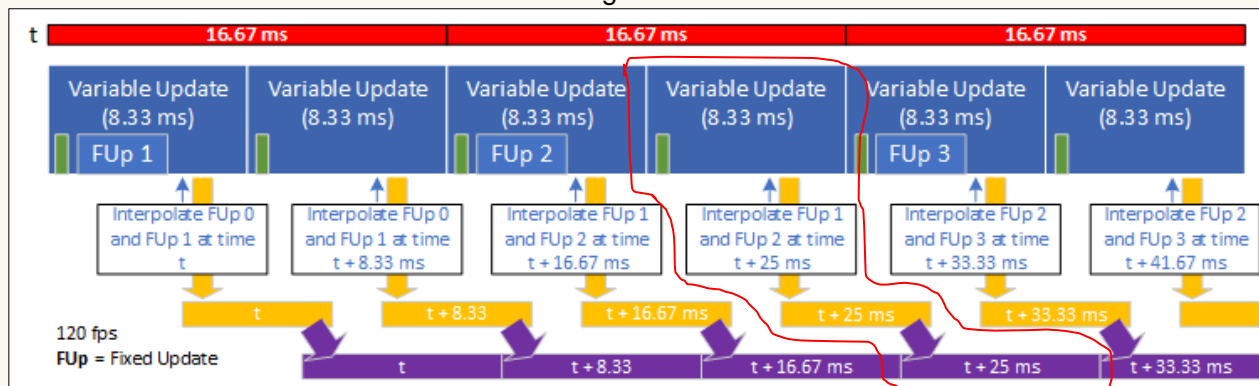 t
16.67 ms 16.67 ms 16.67 ms
Variable Update Variable Update Variable Update Variable Update Variable Update Variable Update
(8.33 ms) (8.33 ms) (8.33 ms) (8.33 ms) (8.33 ms) (8.33 ms)
FUp 1 FUp 2 FUp 3
Interpolate FUp 0 Interpolate FUp 0 Interpolate FUp 1 Interpolate FUp 1 Interpolate FUp 2 Interpolate FUp 2
and FUp 1 at time and FUp 1 at time and FUp 2 at time and FUp 2 at time and FUp 3 at time and FUp 3 at time
t t + 8.33 ms t + 16.67 ms t + 25 ms t + 33.33 ms t + 41.67 ms
t t + 8.33 t + 16.67 ms t + 25 ms t + 33.33 ms
120 fps
FUp = Fixed Update
t t + 8.33 t + 16.67 ms t + 25 ms t + 33.33 ms